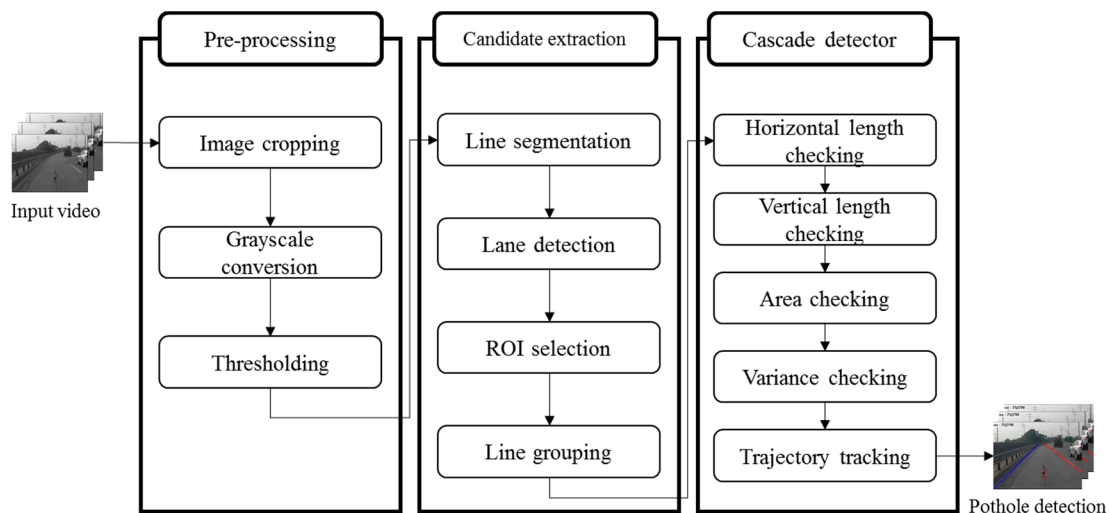 Pre-processing
Candidate extraction
Cascade detector
Input video
Image cropping
Grayscale
conversion
Thresholding
Line segmentation
Lane detection
ROI selection
Line grouping
Horizontal length
checking
Vertical length
checking
Area checking
Variance checking
Trajectory tracking
Pothole detection